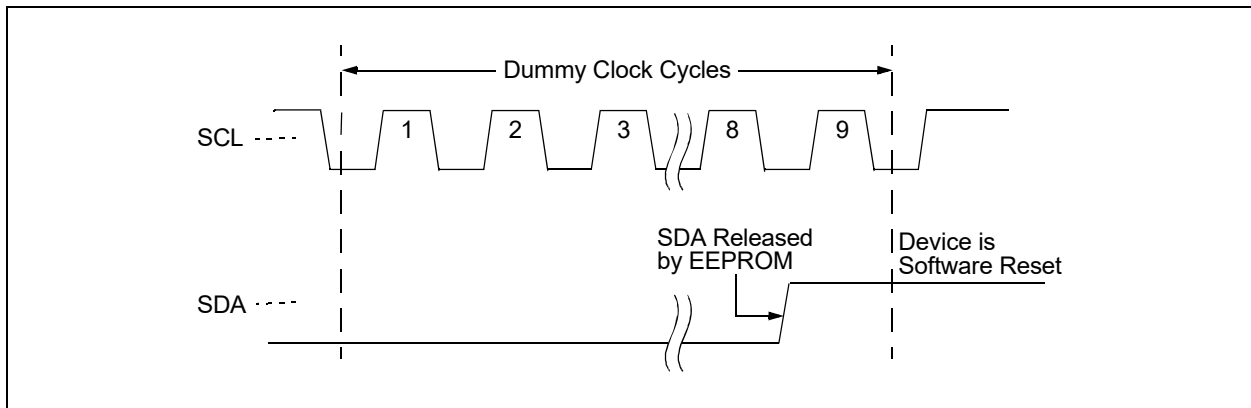 Dummy Clock Cycles
SCL
1
2
3
8
9
SDA Released
by EEPROM
Device is
Software Reset
SDA